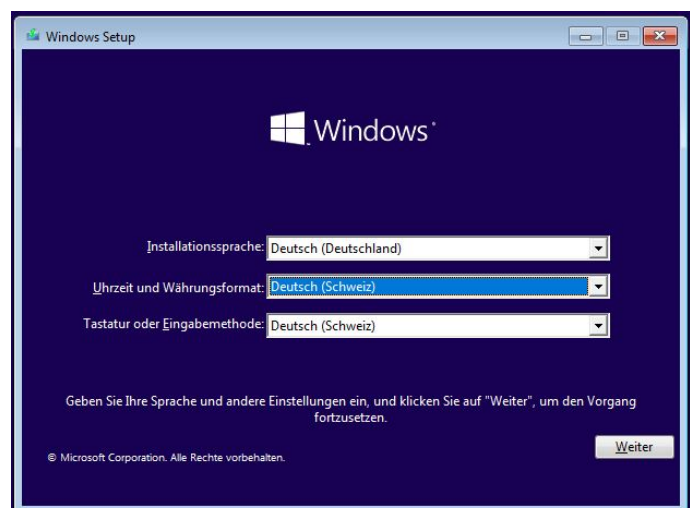 Windows Setup
Windows
Installationssprache: Deutsch (Deutschland)
Uhrzeit und Währungsformat: Deutsch (Schweiz)
Tastatur oder Eingabemethode: Deutsch (Schweiz)
Geben Sie Ihre Sprache und andere Einstellungen ein, und klicken Sie auf "Weiter", um den Vorgang
fortzusetzen.
Weiter
© Microsoft Corporation. Alle Rechte vorbehalten.